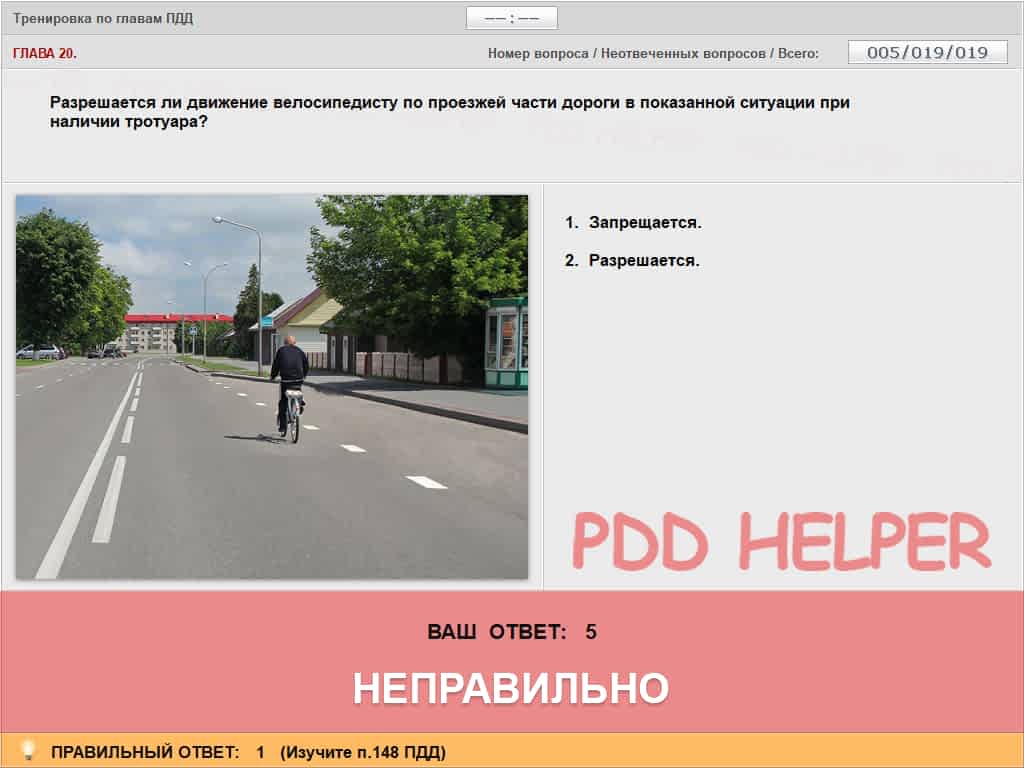 Тренировка по главам ПДД
—— : ——
ГЛАВА 20.
Номер вопроса / Неотвеченных вопросов / Всего:
005/019/019
Разрешается ли движение велосипедисту по проезжей части дороги в показанной ситуации при
наличии тротуара?
1. Запрещается.
2. Разрешается.
PDD HELPER
ВАШ ОТВЕТ: 5
НЕПРАВИЛЬНО
ПРАВИЛЬНЫЙ ОТВЕТ: 1 (Изучите п.148 ПДД)